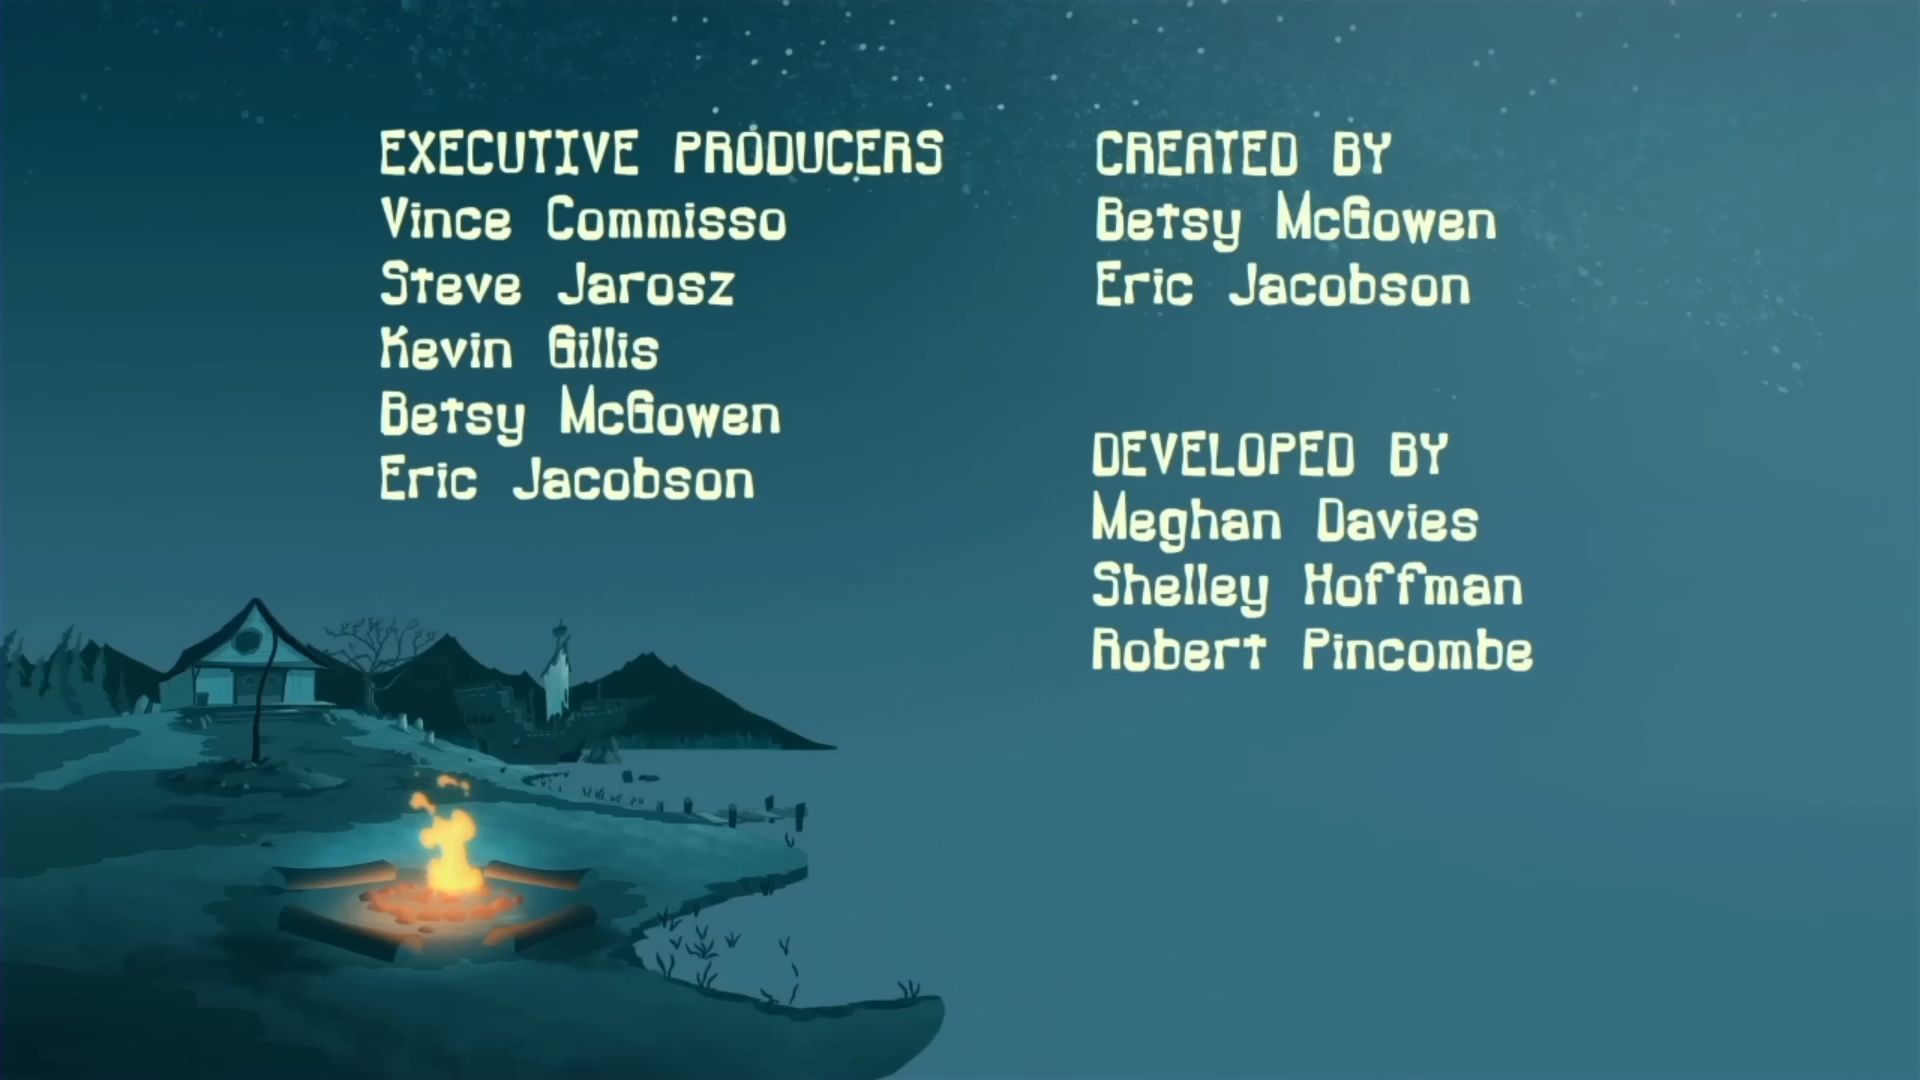 EXECUTIVE PRODUCERS
Vince Commisso
Steve Jarosz
Kevin Gillis
Betsy McGowen
Eric Jacobson
CREATED BY
Betsy McGowen
Eric Jacobson
DEVELOPED BY
Meghan Davies
Shelley Hoffman
Robert Pincombe